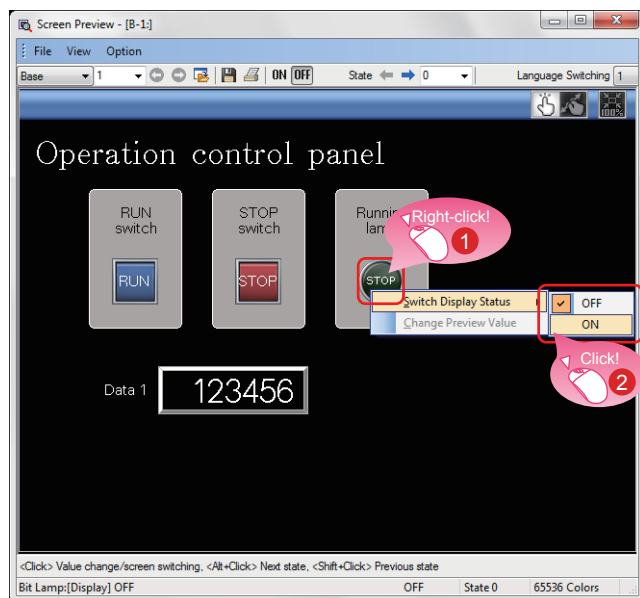 Screen Preview - [B-1:]
File View Option
Base 1 ON OFF State 0 Language Switching 1
100%
Operation control panel
RUN
switch
STOP
switch
Running
lamp
Right-click!
1
RUN
STOP
STOP
Switch Display Status
OFF
Change Preview Value
ON
Click!
2
Data 1
123456
<Click> Value change/screen switching, <Alt+Click> Next state, <Shift+Click> Previous state
Bit Lamp:[Display] OFF OFF State 0 65536 Colors